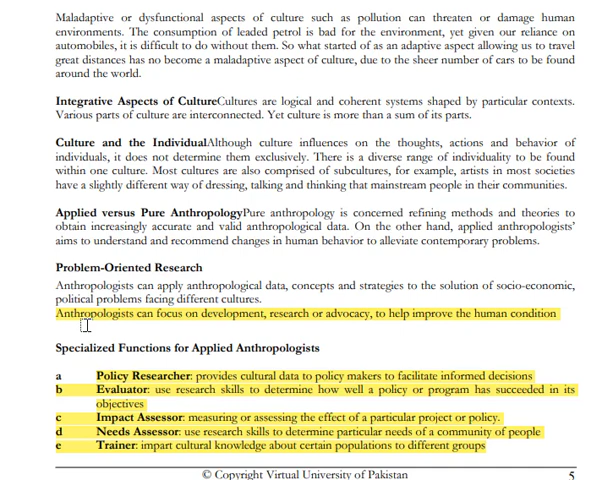 Maladaptive or dysfunctional aspects of culture such as pollution can threaten or damage human
environments. The consumption of leaded petrol is bad for the environment, yet given our reliance on
automobiles, it is difficult to do without them. So what started of as an adaptive aspect allowing us to travel
great distances has no become a maladaptive aspect of culture, due to the sheer number of cars to be found
around the world.
Integrative Aspects of CultureCultures are logical and coherent systems shaped by particular contexts.
Various parts of culture are interconnected. Yet culture is more than a sum of its parts.
Culture and the IndividualAlthough culture influences on the thoughts, actions and behavior of
individuals, it does not determine them exclusively. There is a diverse range of individuality to be found
within one culture. Most cultures are also comprised of subcultures, for example, artists in most societies
have a slightly different way of dressing, talking and thinking that mainstream people in their communities.
Applied versus Pure AnthropologyPure anthropology is concerned refining methods and theories to
obtain increasingly accurate and valid anthropological data. On the other hand, applied anthropologists'
aims to understand and recommend changes in human behavior to alleviate contemporary problems.
Problem-Oriented Research
Anthropologists can apply anthropological data, concepts and strategies to the solution of socio-economic,
political problems facing different cultures.
Anthropologists can focus on development, research or advocacy, to help improve the human condition
Specialized Functions for Applied Anthropologists
a Policy Researcher: provides cultural data to policy makers to facilitate informed decisions
b Evaluator: use research skills to determine how well a policy or program has succeeded in its
objectives
c Impact Assessor: measuring or assessing the effect of a particular project or policy.
d Needs Assessor: use research skills to determine particular needs of a community of people
e Trainer: impart cultural knowledge about certain populations to different groups
© Copyright Virtual University of Pakistan 5